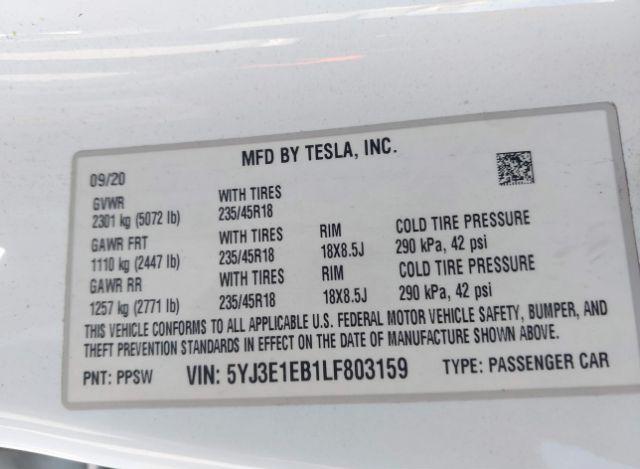 MFD BY TESLA, INC.
09/20
GVWR WITH TIRES
2301 kg (5072 lb) 235/45R18
GAWR FRT WITH TIRES RIM COLD TIRE PRESSURE
1110 kg (2447 lb) 235/45R18 18X8.5J 290 kPa, 42 psi
GAWR RR WITH TIRES RIM COLD TIRE PRESSURE
1257 kg (2771 lb) 235/45R18 18X8.5J 290 kPa, 42 psi
THIS VEHICLE CONFORMS TO ALL APPLICABLE U.S. FEDERAL MOTOR VEHICLE SAFETY, BUMPER, AND
THEFT PREVENTION STANDARDS IN EFFECT ON THE DATE OF MANUFACTURE SHOWN ABOVE.
PNT: PPSW VIN: 5YJ3E1EB1LF803159 TYPE: PASSENGER CAR